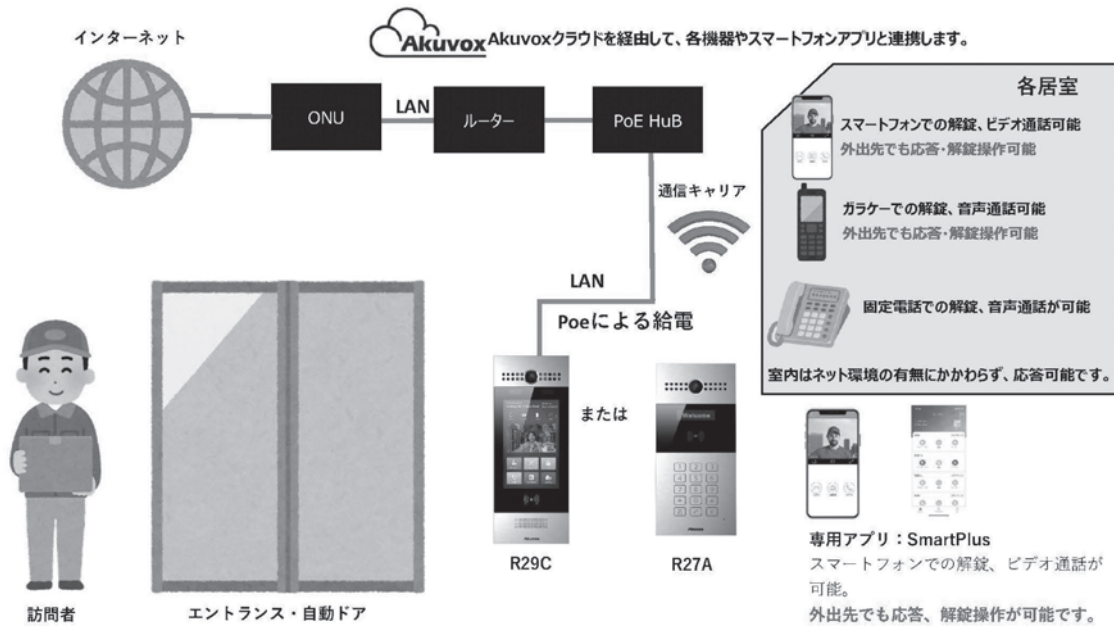 インターネット
Akuvox Akuvoxクラウドを経由して、各機器やスマートフォンアプリと連携します。
ONU
LAN
ルーター
PoE HuB
通信キャリア
LAN
Poeによる給電
各居室
スマートフォンでの解錠、ビデオ通話可能
外出先でも応答・解錠操作可能
ガラケーでの解錠、音声通話可能
外出先でも応答・解錠操作可能
固定電話での解錠、音声通話が可能
室内はネット環境の有無にかかわらず、応答可能です。
または
Welcome
R29C
R27A
訪問者
エントランス・自動ドア
専用アプリ：SmartPlus
スマートフォンでの解錠、ビデオ通話が
可能。
外出先でも応答、解錠操作が可能です。